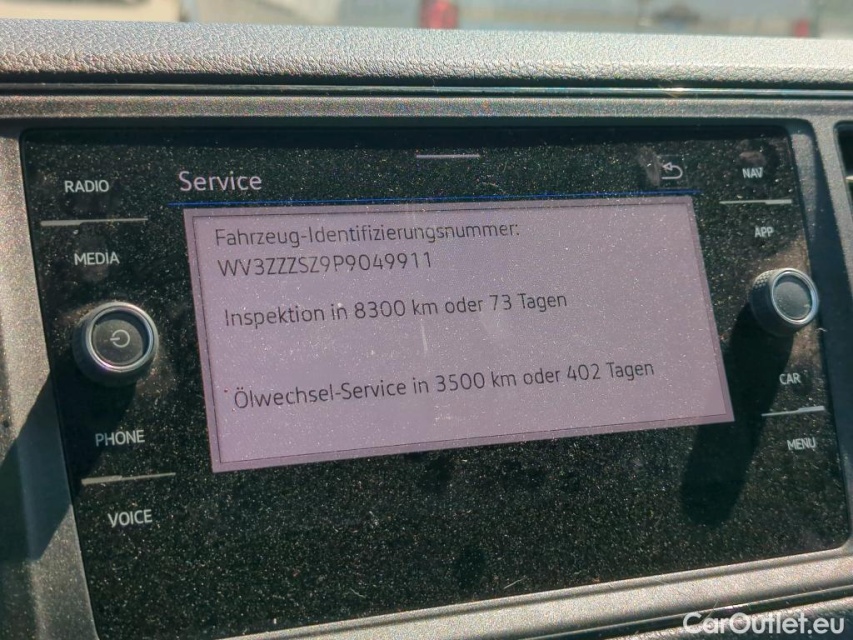 RADIO
MEDIA
PHONE
VOICE
Service
Fahrzeug-Identifizierungsnummer:
WV3ZZZSZ9P9049911
Inspektion in 8300 km oder 73 Tagen
Ölwechsel-Service in 3500 km oder 402 Tagen
NAV
APP
CAR
MENU
CarOutlet.eu